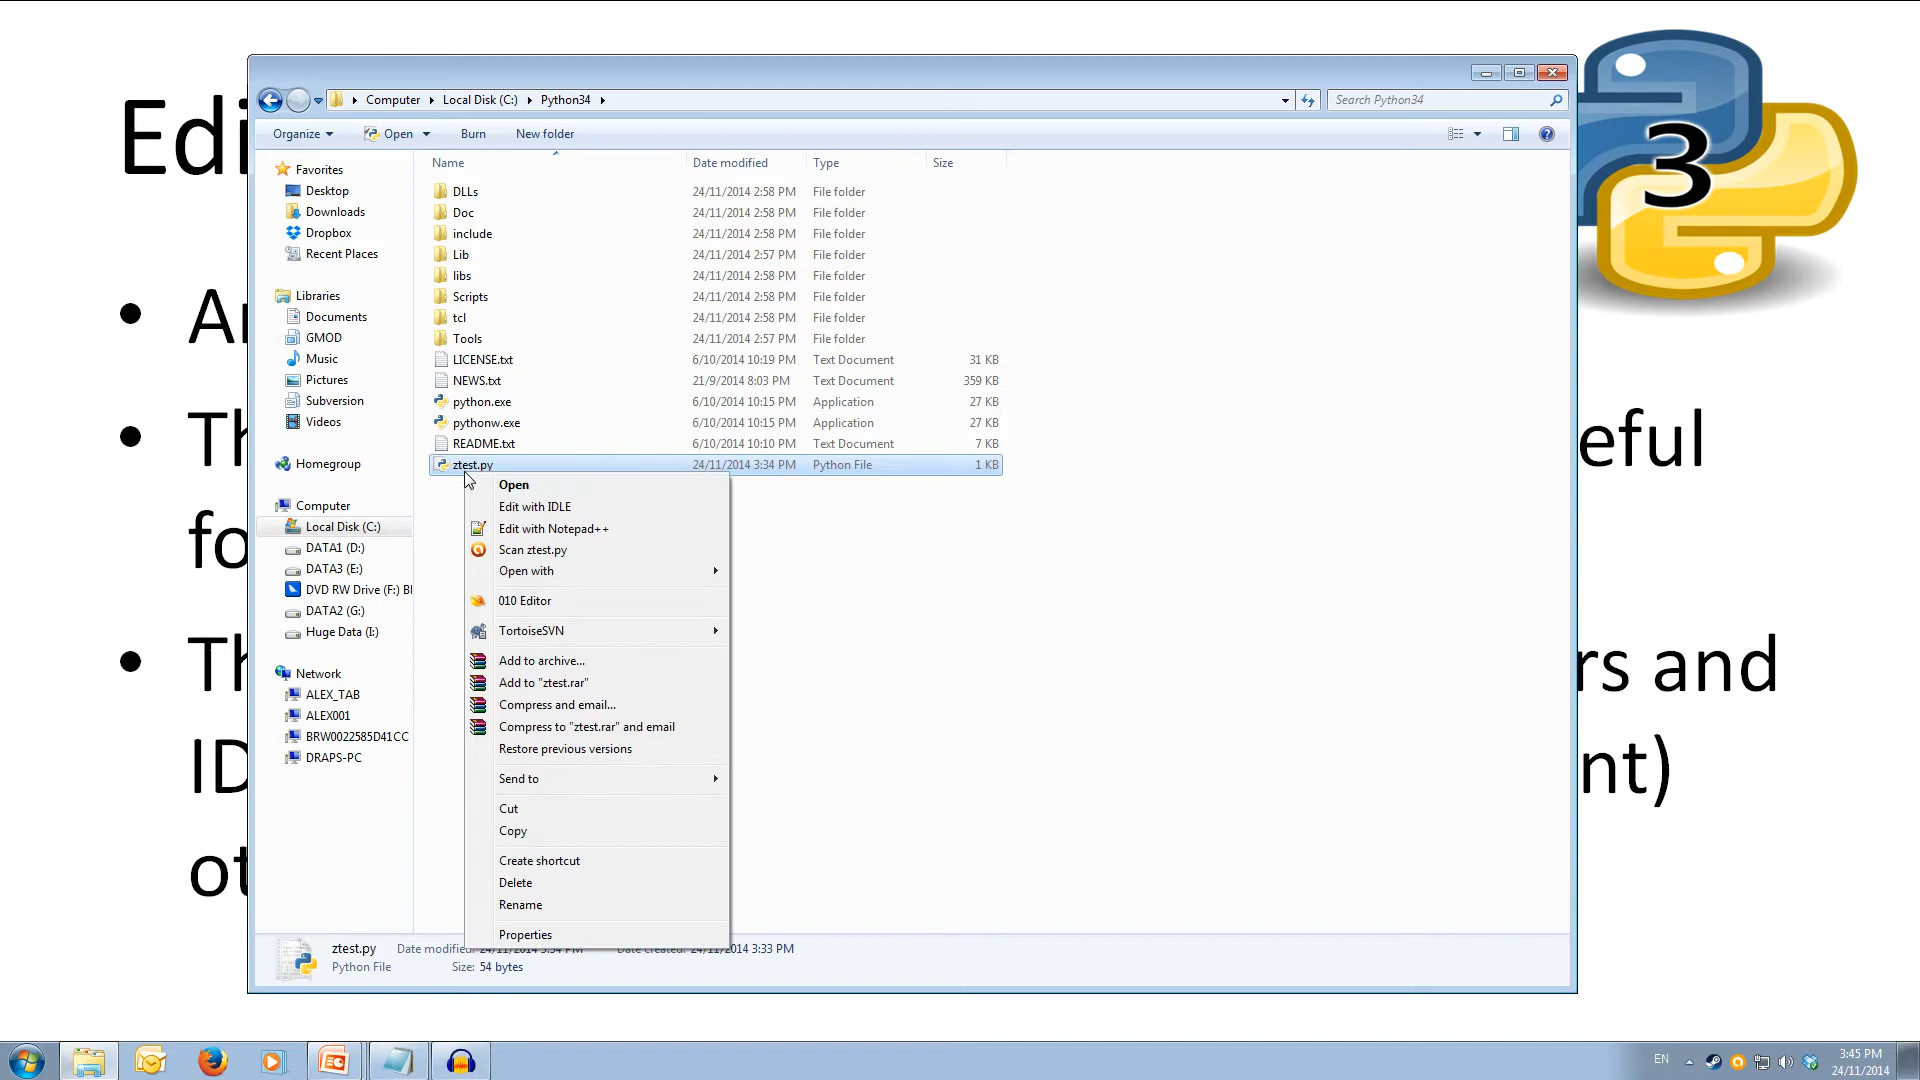 Edi
3
Computer Local Disk (C:) Python34
Search Python34
Organize Open Burn New folder
Name Date modified Type Size
Favorites
Desktop
Downloads
Dropbox
Recent Places
Libraries
Documents
GMOD
Music
Pictures
Subversion
Videos
Homegroup
Computer
Local Disk (C:)
DATA1 (D:)
DATA3 (E:)
DVD RW Drive (F:) Bl
DATA2 (G:)
Huge Data (I:)
Network
ALEX_TAB
ALEX001
BRW0022585D41CC
DRAPS-PC
DLLs 24/11/2014 2:58 PM File folder
Doc 24/11/2014 2:58 PM File folder
include 24/11/2014 2:58 PM File folder
Lib 24/11/2014 2:57 PM File folder
libs 24/11/2014 2:58 PM File folder
Scripts 24/11/2014 2:58 PM File folder
tcl 24/11/2014 2:58 PM File folder
Tools 24/11/2014 2:57 PM File folder
LICENSE.txt 6/10/2014 10:19 PM Text Document 31 KB
NEWS.txt 21/9/2014 8:03 PM Text Document 359 KB
python.exe 6/10/2014 10:15 PM Application 27 KB
pythonw.exe 6/10/2014 10:15 PM Application 27 KB
README.txt 6/10/2014 10:10 PM Text Document 7 KB
ztest.py 24/11/2014 3:34 PM Python File 1 KB
Open
Edit with IDLE
Edit with Notepad++
Scan ztest.py
Open with
010 Editor
TortoiseSVN
Add to archive...
Add to "ztest.rar"
Compress and email...
Compress to "ztest.rar" and email
Restore previous versions
Send to
Cut
Copy
Create shortcut
Delete
Rename
Properties
ztest.py Date modified: 3:33 PM
Python File Size: 54 bytes
Th eful
fo
Th rs and
ID nt)
ot
EN
3:45 PM
24/11/2014